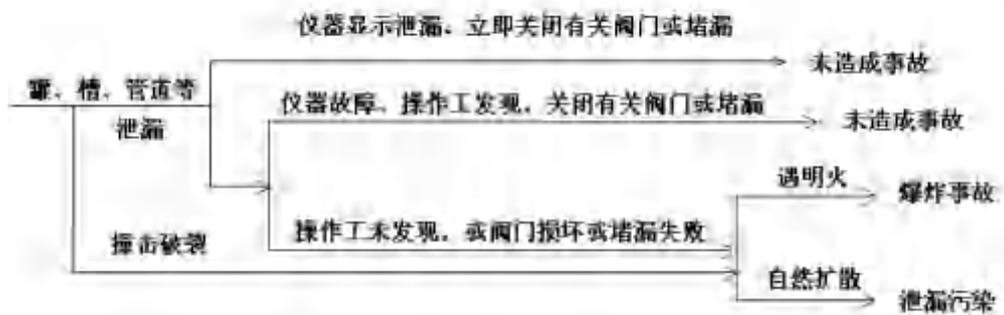 仪器显示泄漏、立即关闭有关阀门或堵漏
未造成事故
罐、槽、管道等
泄漏
仪器故障、操作工发现、关闭有关阀门或堵漏
未造成事故
遇明火
爆炸事故
操作工未发现，或阀门损坏或堵漏失败
撞击破裂
自然扩散
泄漏污染